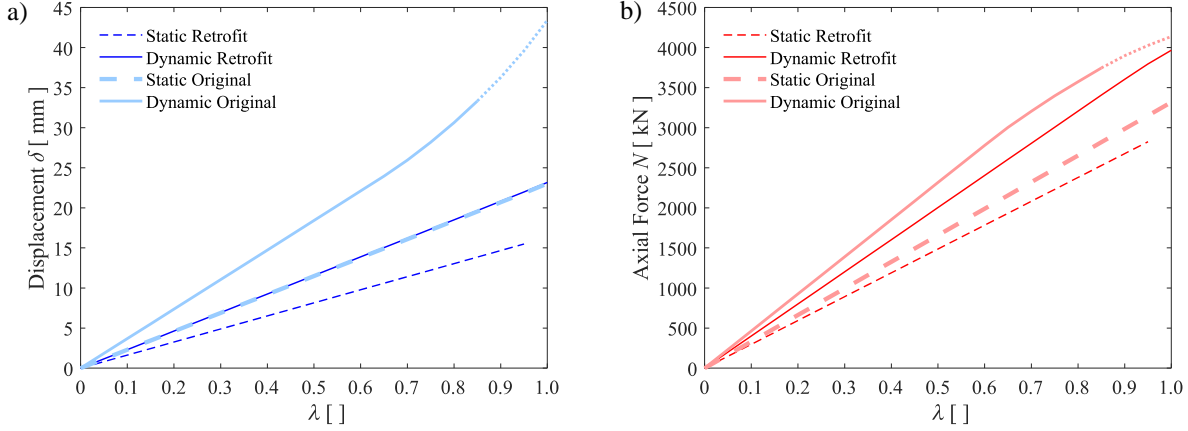 a)
45
40
35
30
25
20
15
10
5
0
Displacement δ [ mm ]
Static Retrofit
Dynamic Retrofit
Static Original
Dynamic Original
0 0.1 0.2 0.3 0.4 0.5 0.6 0.7 0.8 0.9 1.0
λ [ ]
b)
4500
4000
3500
3000
2500
2000
1500
1000
500
0
Axial Force N [ kN ]
Static Retrofit
Dynamic Retrofit
Static Original
Dynamic Original
0 0.1 0.2 0.3 0.4 0.5 0.6 0.7 0.8 0.9 1.0
λ [ ]